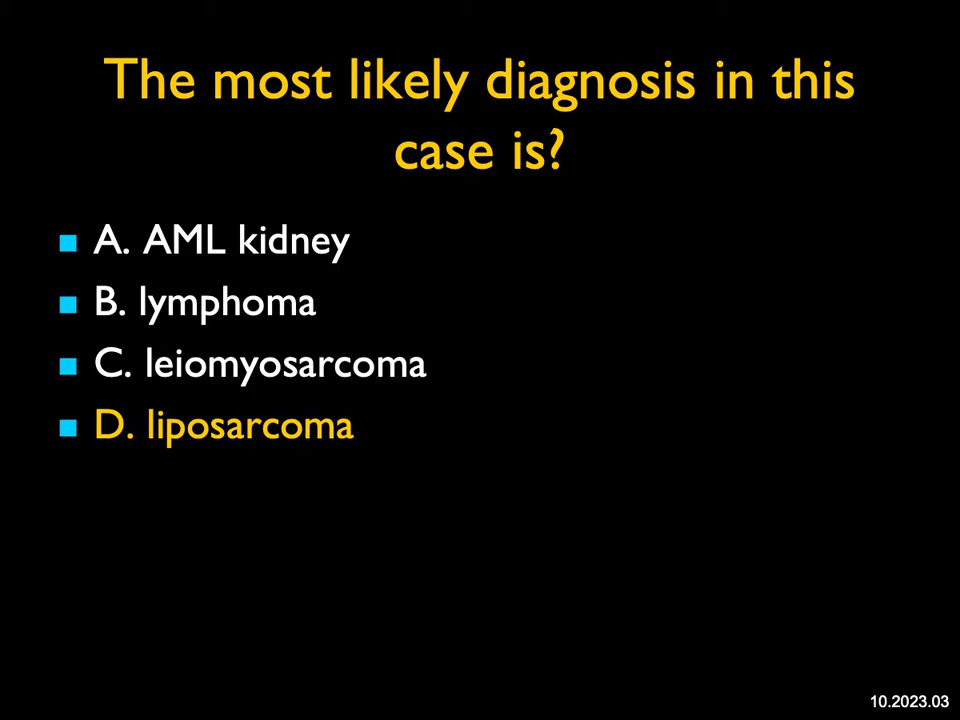 The most likely diagnosis in this
case is?
A. AML kidney
B. lymphoma
C. leiomyosarcoma
D. liposarcoma
10.2023.03